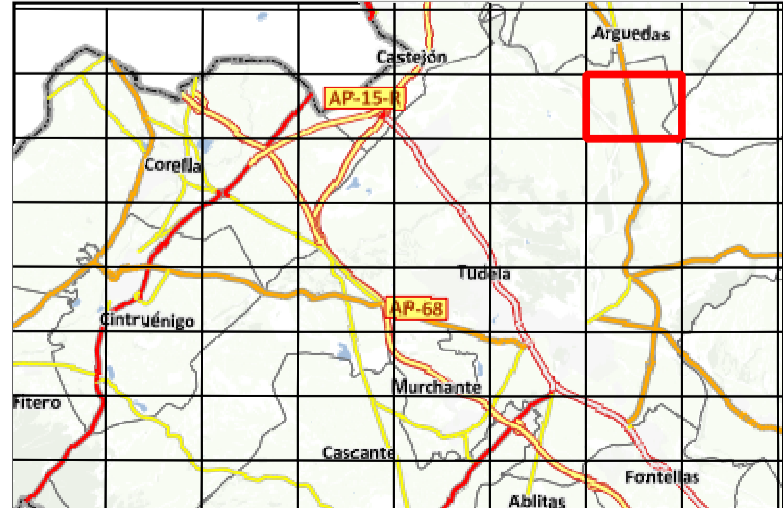 Arguedas
Castejón
AP-15-R
Corella
Tudela
AP-68
Cintruénigo
Murchante
Fitero
Cascante
Fontellas
Ablitas